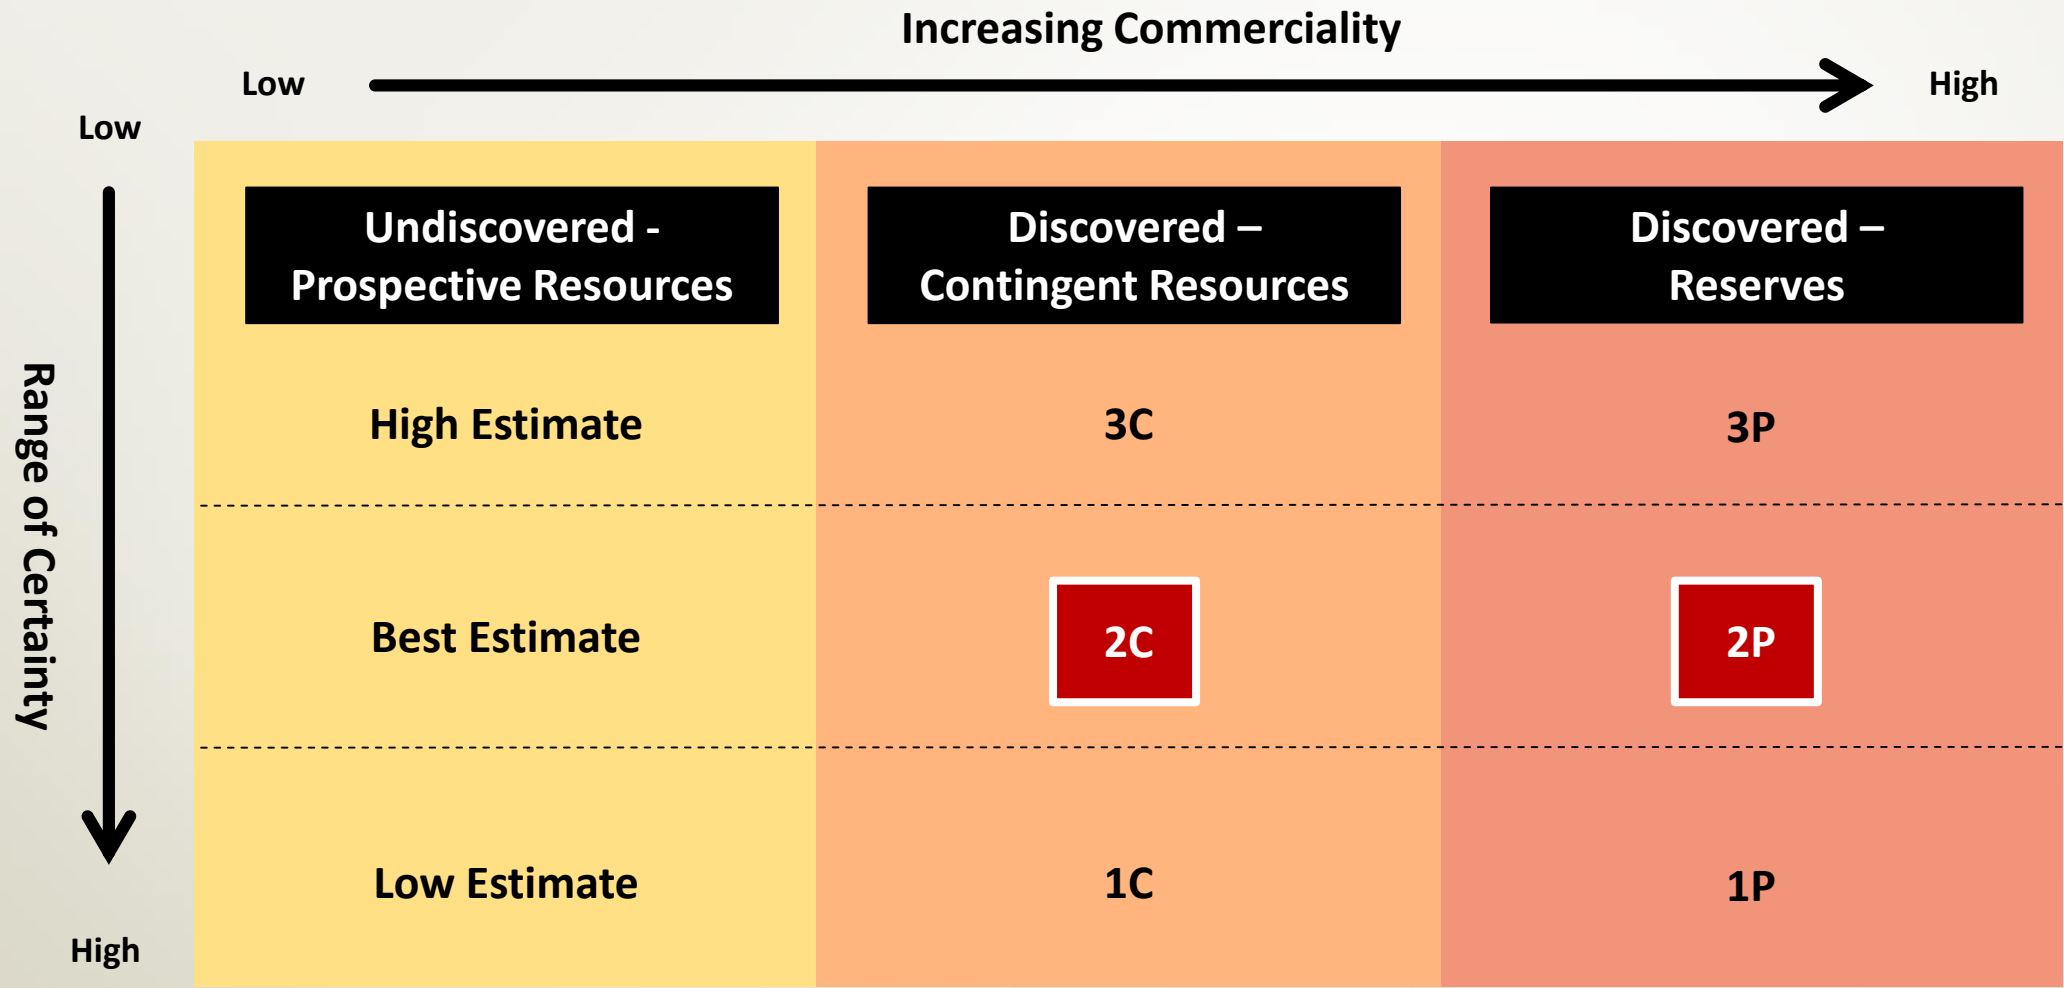 Increasing Commerciality
Low
High
Low
Range of Certainty
High
Undiscovered -
Prospective Resources
Discovered –
Contingent Resources
Discovered –
Reserves
High Estimate
3C
3P
Best Estimate
2C
2P
Low Estimate
1C
1P